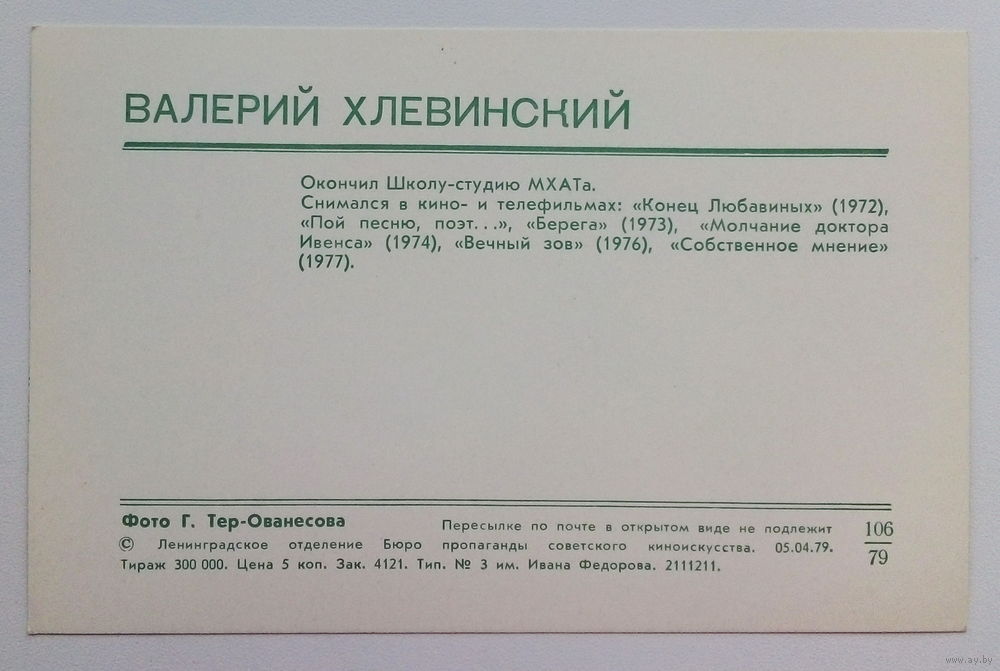 ВАЛЕРИЙ ХЛЕВИНСКИЙ
Окончил Школу-студию МХАТа.
Снимался в кино- и телефильмах: «Конец Любавиных» (1972),
«Пой песню, поэт...», «Берега» (1973), «Молчание доктора
Ивенса» (1974), «Вечный зов» (1976), «Собственное мнение»
(1977).
Фото Г. Тер-Ованесова
Пересылке по почте в открытом виде не подлежит
106
79
© Ленинградское отделение Бюро пропаганды советского киноискусства. 05.04.79.
Тираж 300 000. Цена 5 коп. Зак. 4121. Тип. № 3 им. Ивана Федорова. 2111211.
www.ay.by